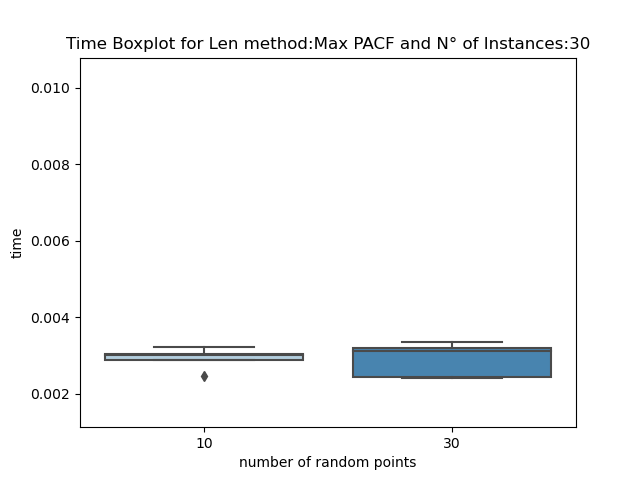 Time Boxplot for Len method:Max PACF and N° of Instances:30
0.010
0.008
0.006
0.004
0.002
time
10
30
number of random points